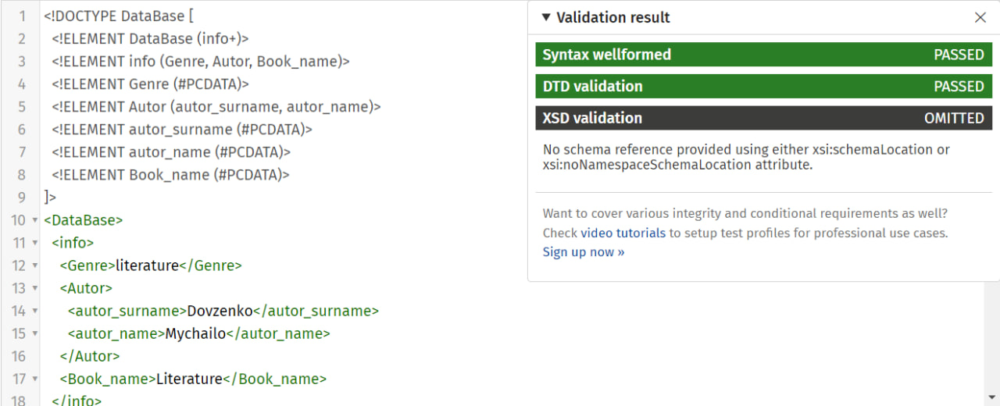 1 <!DOCTYPE DataBase [
2 <!ELEMENT DataBase (info+)>
3 <!ELEMENT info (Genre, Autor, Book_name)>
4 <!ELEMENT Genre (#PCDATA)>
5 <!ELEMENT Autor (autor_surname, autor_name)>
6 <!ELEMENT autor_surname (#PCDATA)>
7 <!ELEMENT autor_name (#PCDATA)>
8 <!ELEMENT Book_name (#PCDATA)>
9 ]>
10 <DataBase>
11 <info>
12 <Genre>literature</Genre>
13 <Autor>
14 <autor_surname>Dovzenko</autor_surname>
15 <autor_name>Mychailo</autor_name>
16 </Autor>
17 <Book_name>Literature</Book_name>
18 </info>
Validation result
Syntax wellformed PASSED
DTD validation PASSED
XSD validation OMITTED
No schema reference provided using either xsi:schemaLocation or
xsi:noNamespaceSchemaLocation attribute.
Want to cover various integrity and conditional requirements as well?
Check video tutorials to setup test profiles for professional use cases.
Sign up now »